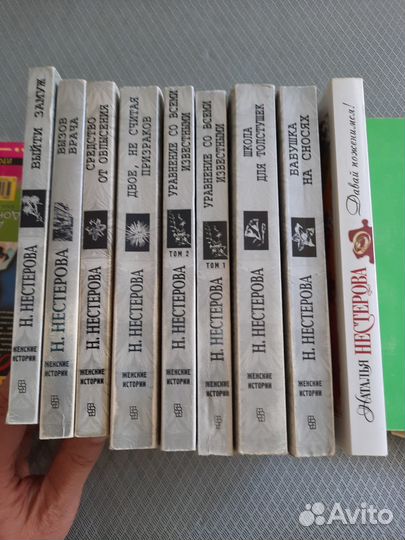 ВЫЙТИ ЗАМУЖ
Н. НЕСТЕРОВА
ЖЕНСКИЕ
ИСТОРИИ
ВЫЗОВ
ВРАЧА
Н. НЕСТЕРОВА
ЖЕНСКИЕ
ИСТОРИИ
СРЕДСТВО
ОТ ОБЛЫСЕНИЯ
Н. НЕСТЕРОВА
ЖЕНСКИЕ
ИСТОРИИ
ДВОЕ, НЕ СЧИТАЯ
ПРИЗРАКОВ
Н. НЕСТЕРОВА
ЖЕНСКИЕ
ИСТОРИИ
УРАВНЕНИЕ СО ВСЕМИ
ИЗВЕСТНЫМИ
ТОМ 2
Н. НЕСТЕРОВА
ЖЕНСКИЕ
ИСТОРИИ
УРАВНЕНИЕ СО ВСЕМИ
ИЗВЕСТНЫМИ
ТОМ 1
Н. НЕСТЕРОВА
ЖЕНСКИЕ
ИСТОРИИ
ШКОЛА
ДЛЯ ТОЛСТУШЕК
Н. НЕСТЕРОВА
ЖЕНСКИЕ
ИСТОРИИ
БАБУШКА
НА СНОСЯХ
Н. НЕСТЕРОВА
ЖЕНСКИЕ
ИСТОРИИ
Давай поженимся!
НАТАЛЬЯ НЕСТЕРОВА
Avito